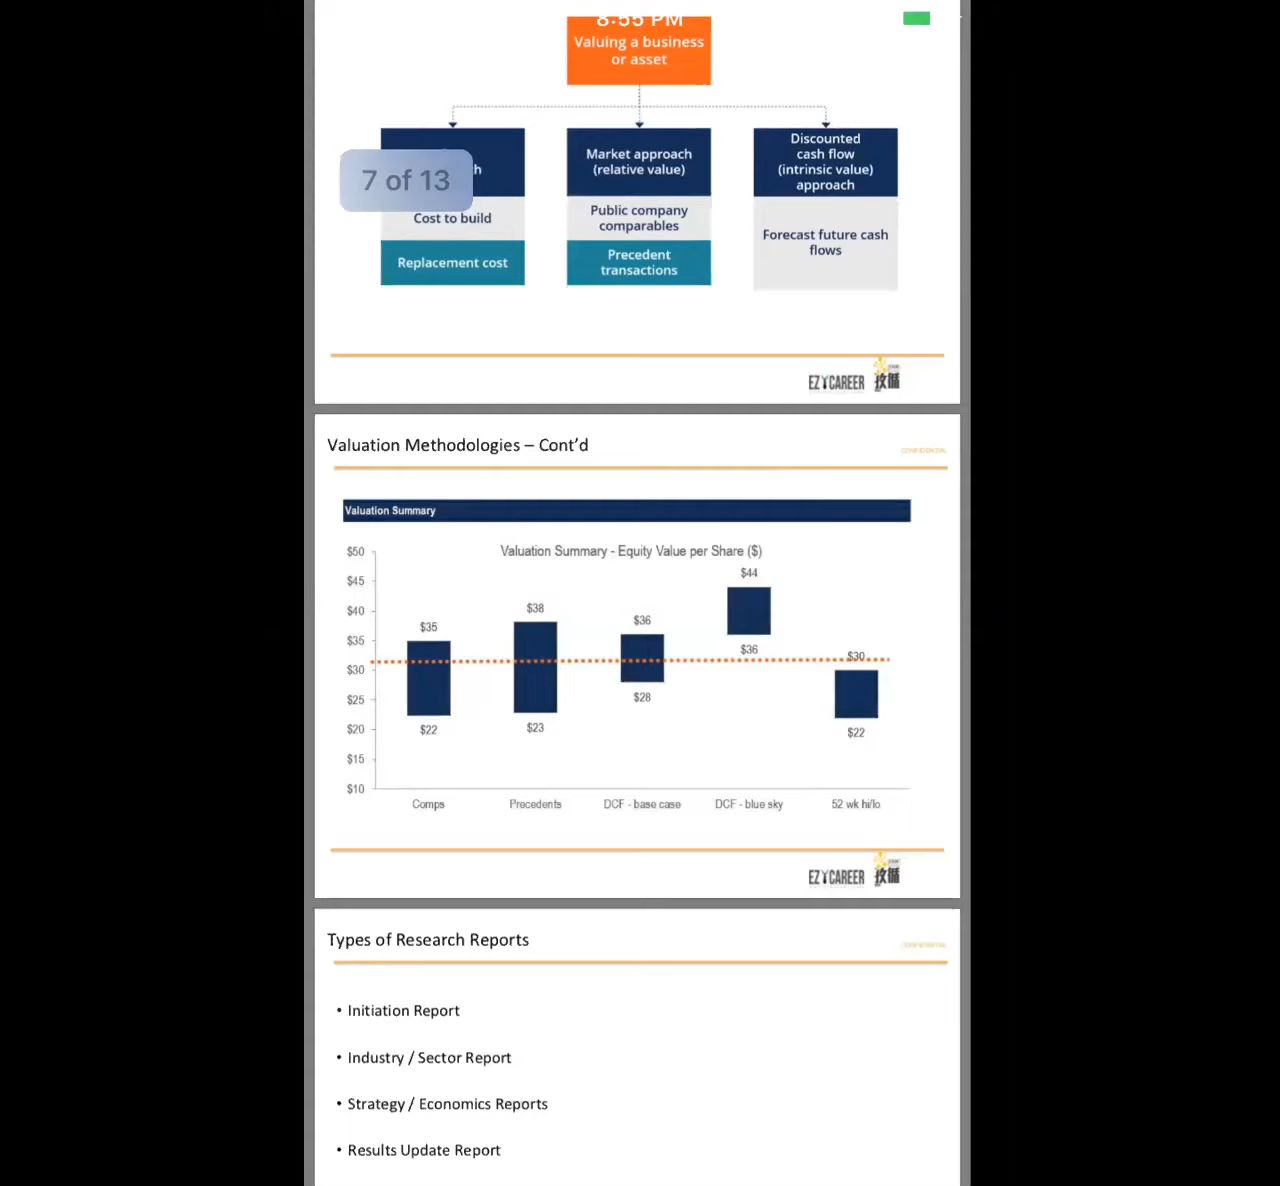 8:55 PM
Valuing a business
or asset
7 of 13
Cost to build
Replacement cost
Market approach
(relative value)
Public company
comparables
Precedent
transactions
Discounted
cash flow
(intrinsic value)
approach
Forecast future cash
flows
EZ CAREER
Valuation Methodologies – Cont’d
CONFIDENTIAL
Valuation Summary
Valuation Summary - Equity Value per Share ($)
$50
$45
$40
$35
$30
$25
$20
$15
$10
$35
$22
$38
$23
$36
$28
$44
$36
$30
$22
Comps
Precedents
DCF - base case
DCF - blue sky
52 wk hi/lo
EZ CAREER
Types of Research Reports
CONFIDENTIAL
• Initiation Report
• Industry / Sector Report
• Strategy / Economics Reports
• Results Update Report